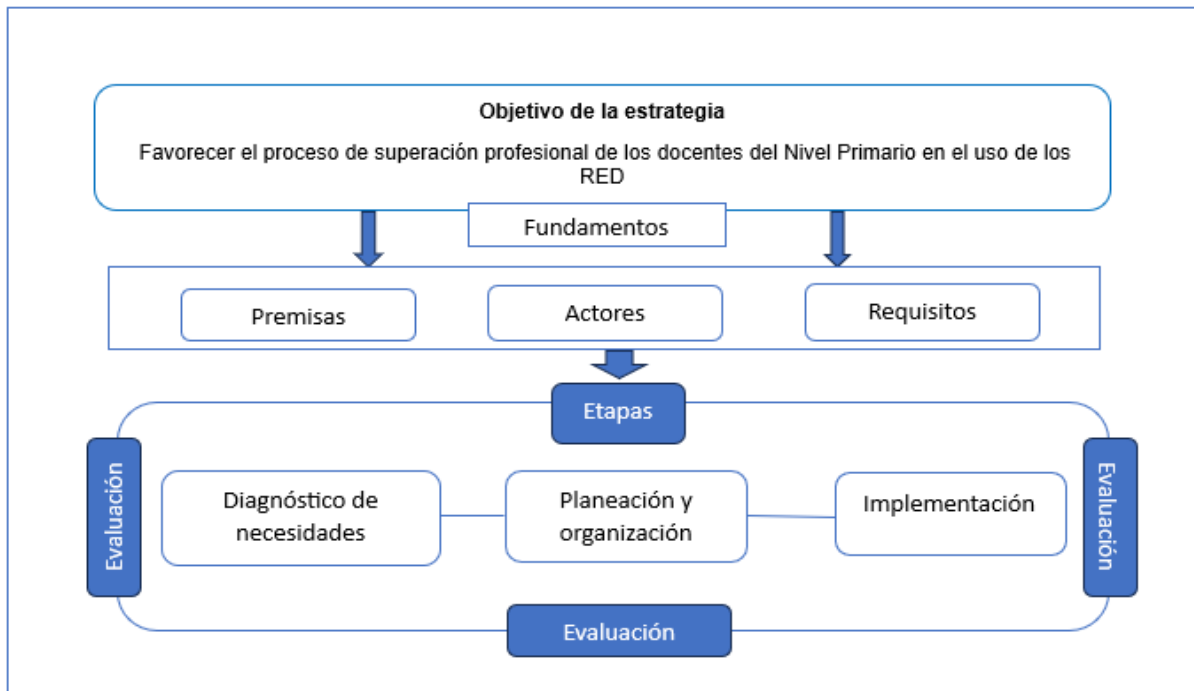 Objetivo de la estrategia
Favorecer el proceso de superación profesional de los docentes del Nivel Primario en el uso de los
RED
Fundamentos
Premisas
Actores
Requisitos
Etapas
Evaluación
Diagnóstico de
necesidades
Planeación y
organización
Implementación
Evaluación
Evaluación